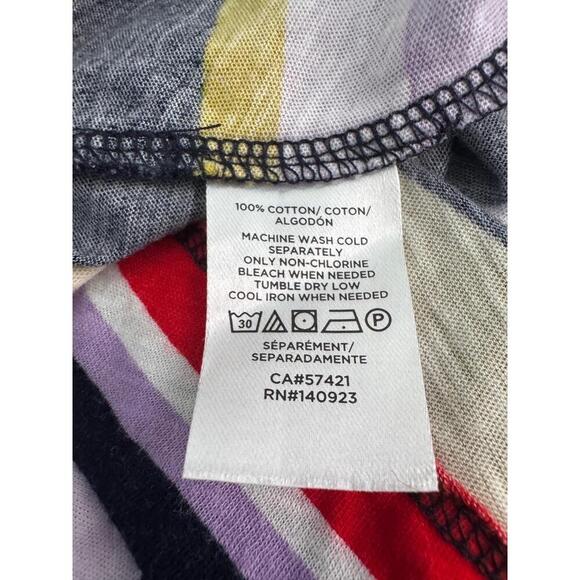 100% COTTON/ COTON/
ALGODÓN
MACHINE WASH COLD
SEPARATELY
ONLY NON-CHLORINE
BLEACH WHEN NEEDED
TUMBLE DRY LOW
COOL IRON WHEN NEEDED
30 P
SÉPARÉMENT/
SEPARADAMENTE
CA#57421
RN#140923